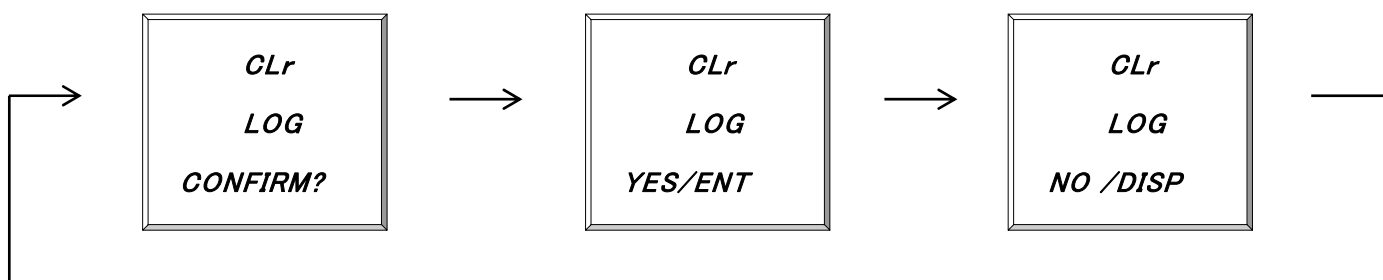 CLr
LOG
CONFIRM?
CLr
LOG
YES/ENT
CLr
LOG
NO /DISP